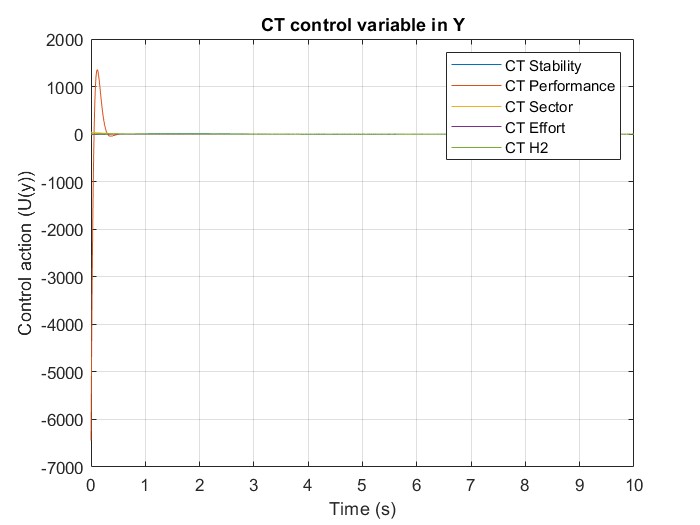 CT control variable in Y
2000
1000
0
-1000
-2000
-3000
-4000
-5000
-6000
-7000
Control action (U(y))
CT Stability
CT Performance
CT Sector
CT Effort
CT H2
0 1 2 3 4 5 6 7 8 9 10
Time (s)